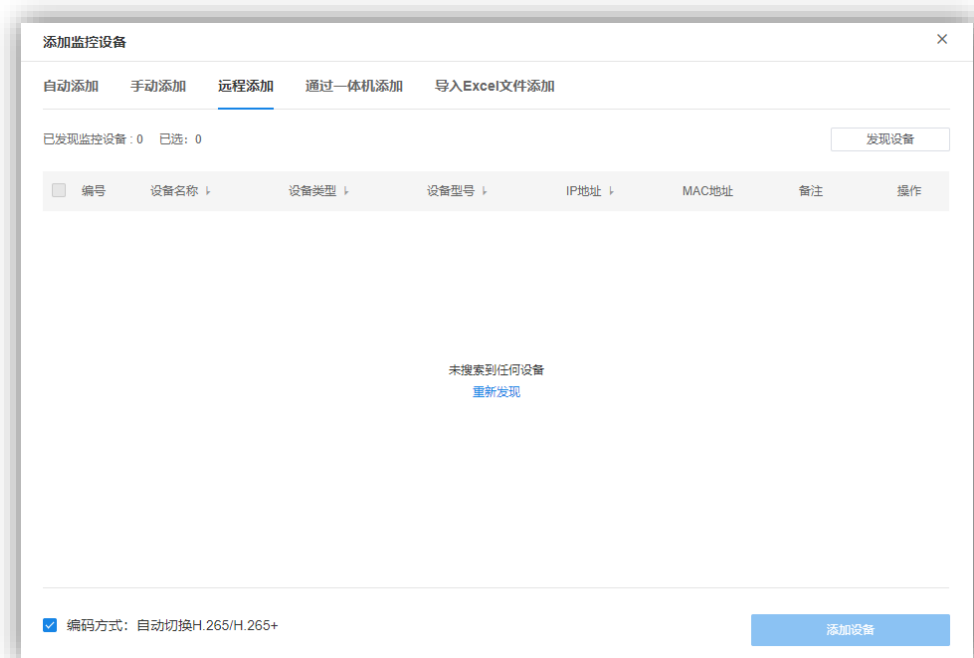 添加监控设备
自动添加 手动添加 远程添加 通过一体机添加 导入Excel文件添加
已发现监控设备 : 0 已选: 0 发现设备
编号 设备名称 设备类型 设备型号 IP地址 MAC地址 备注 操作
未搜索到任何设备
重新发现
编码方式：自动切换H.265/H.265+ 添加设备